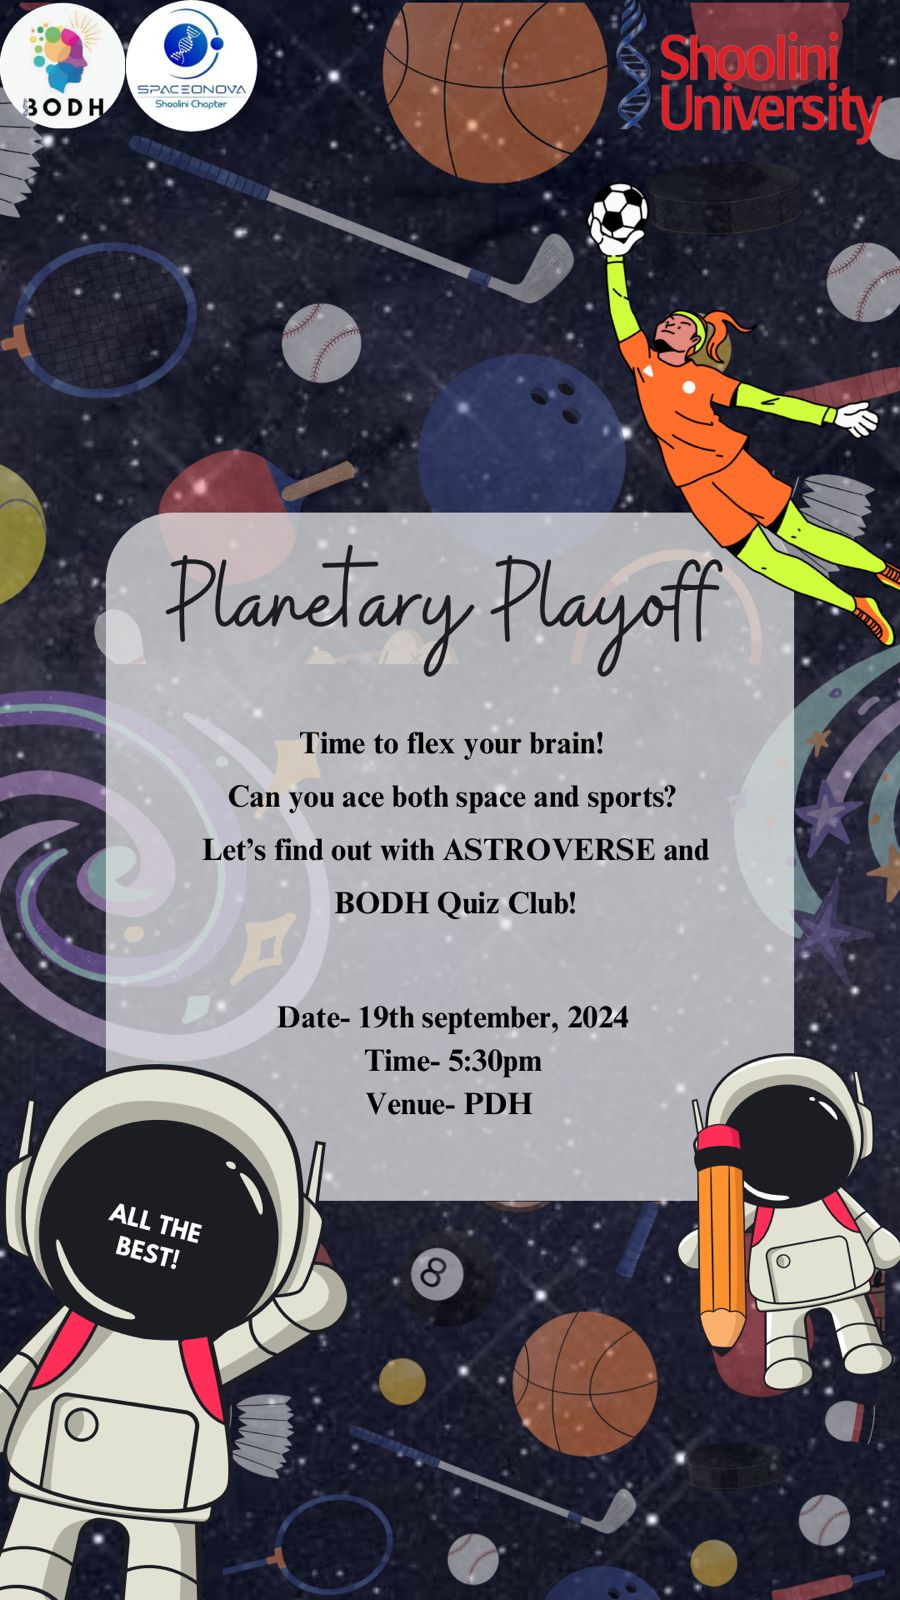 BODH
SPACEONOVA
Shoolini Chapter
Shoolini
University
Planetary Playoff
Time to flex your brain!
Can you ace both space and sports?
Let’s find out with ASTROVERSE and
BODH Quiz Club!
Date- 19th september, 2024
Time- 5:30pm
Venue- PDH
ALL THE
BEST!
8